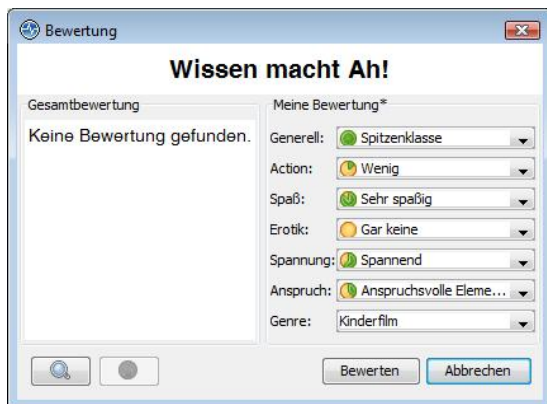 Bewertung
Wissen macht Ah!
Gesamtbewertung
Keine Bewertung gefunden.
Meine Bewertung*
Generell: Spitzenklasse
Action: Wenig
Spaß: Sehr spaßig
Erotik: Gar keine
Spannung: Spannend
Anspruch: Anspruchsvolle Eleme...
Genre: Kinderfilm
Bewerten Abbrechen